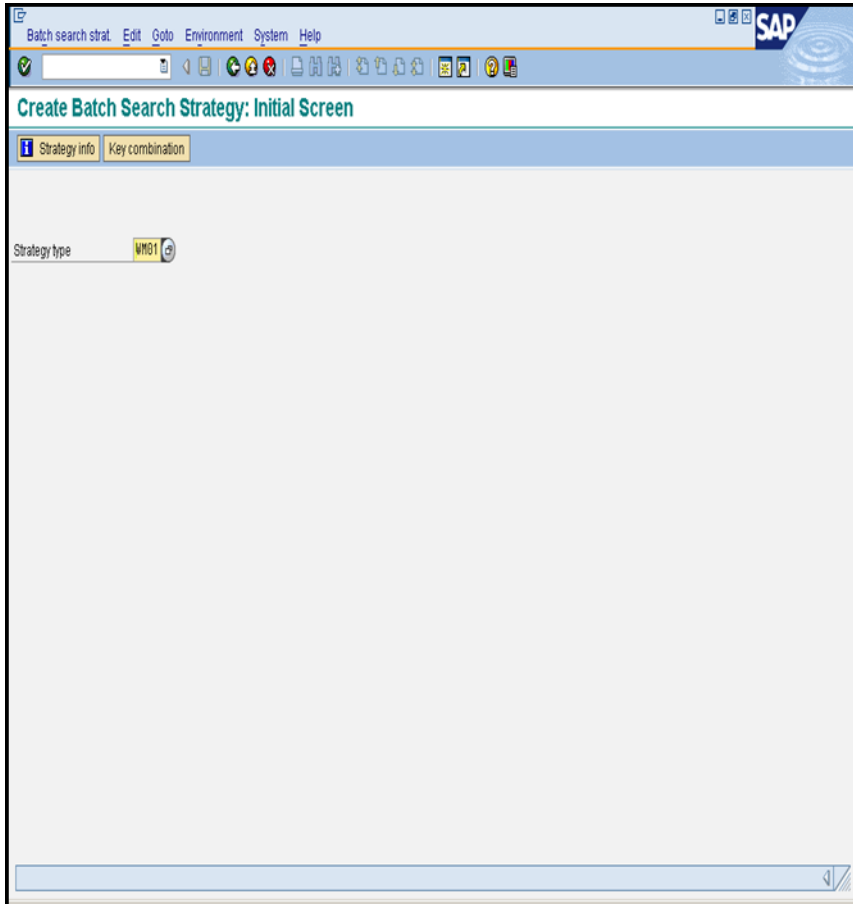 Batch search strat. Edit Goto Environment System Help
SAP
Create Batch Search Strategy: Initial Screen
Strategy info Key combination
Strategy type WM01